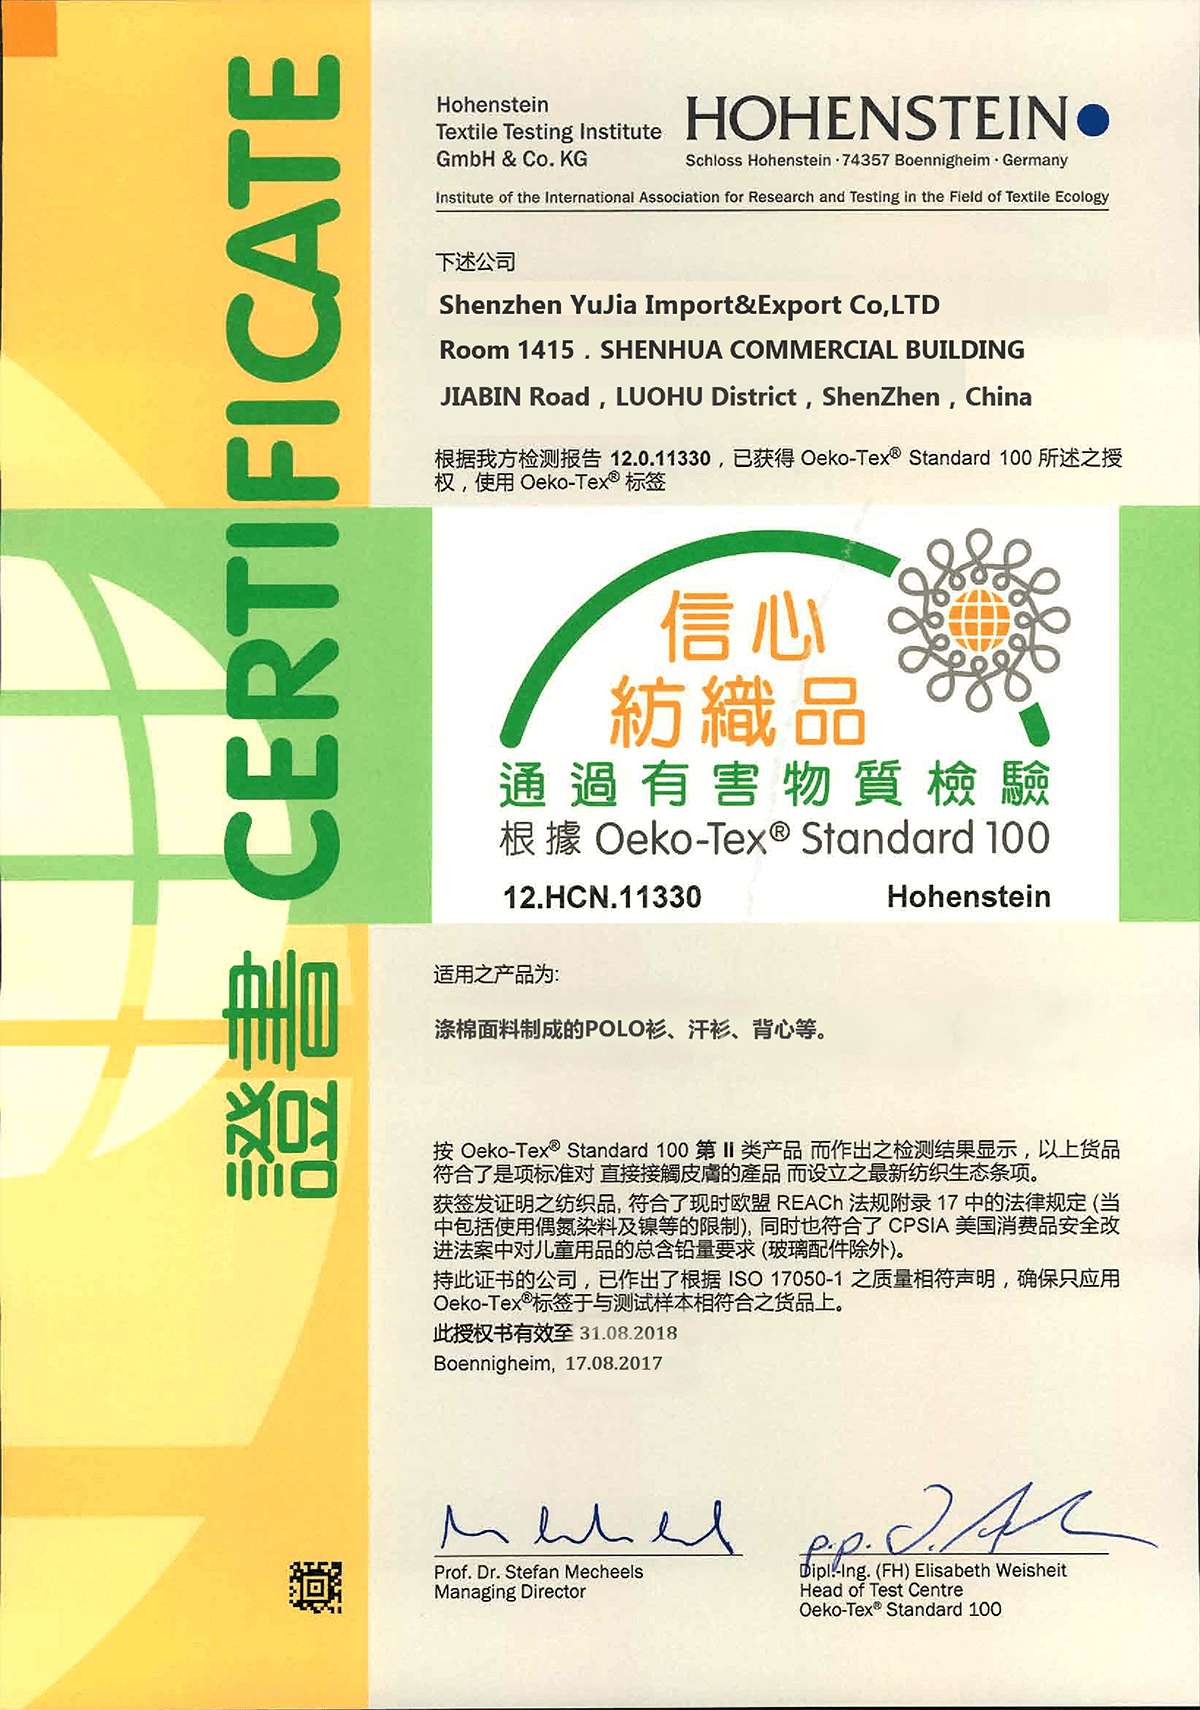 CERTIFICATE
證書
Hohenstein
Textile Testing Institute
GmbH & Co. KG
HOHENSTEIN
Schloss Hohenstein · 74357 Boennigheim · Germany
Institute of the International Association for Research and Testing in the Field of Textile Ecology
下述公司
Shenzhen YuJia Import&Export Co,LTD
Room 1415．SHENHUA COMMERCIAL BUILDING
JIABIN Road，LUOHU District，ShenZhen，China
根据我方检测报告 12.0.11330，已获得 Oeko-Tex® Standard 100 所述之授
权，使用 Oeko-Tex® 标签
信心
紡織品
通過有害物質檢驗
根據 Oeko-Tex® Standard 100
12.HCN.11330 Hohenstein
适用之产品为:
涤棉面料制成的POLO衫、汗衫、背心等。
按 Oeko-Tex® Standard 100 第 II 类产品 而作出之检测结果显示，以上货品
符合了是项标准对 直接接觸皮膚的產品 而设立之最新纺织生态条项。
获签发证明之纺织品, 符合了现时欧盟 REACh 法规附录 17 中的法律规定 (当
中包括使用偶氮染料及镍等的限制), 同时也符合了 CPSIA 美国消费品安全改
进法案中对儿童用品的总含铅量要求 (玻璃配件除外)。
持此证书的公司，已作出了根据 ISO 17050-1 之质量相符声明，确保只应用
Oeko-Tex®标签于与测试样本相符合之货品上。
此授权书有效至 31.08.2018
Boennigheim, 17.08.2017
p.p.
Prof. Dr. Stefan Mecheels
Managing Director
Dipl.-Ing. (FH) Elisabeth Weisheit
Head of Test Centre
Oeko-Tex® Standard 100